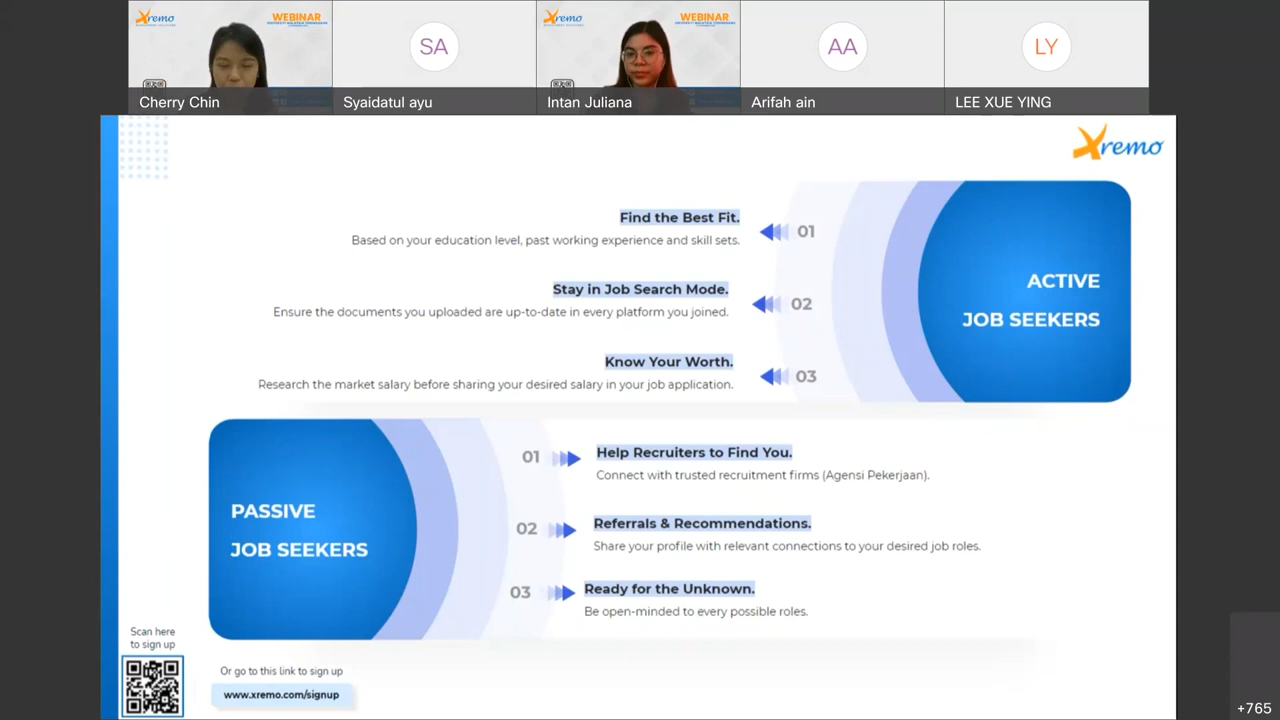 Xremo
WEBINAR
Xremo
WEBINAR
SA
AA
LY
Cherry Chin
Syaidatul ayu
Intan Juliana
Arifah ain
LEE XUE YING
Xremo
Find the Best Fit.
01
Based on your education level, past working experience and skill sets.
Stay in Job Search Mode.
02
Ensure the documents you uploaded are up-to-date in every platform you joined.
Know Your Worth.
03
Research the market salary before sharing your desired salary in your job application.
ACTIVE
JOB SEEKERS
PASSIVE
JOB SEEKERS
01
Help Recruiters to Find You.
Connect with trusted recruitment firms (Agensi Pekerjaan).
02
Referrals & Recommendations.
Share your profile with relevant connections to your desired job roles.
03
Ready for the Unknown.
Be open-minded to every possible roles.
Scan here
to sign up
Or go to this link to sign up
www.xremo.com/signup
+765